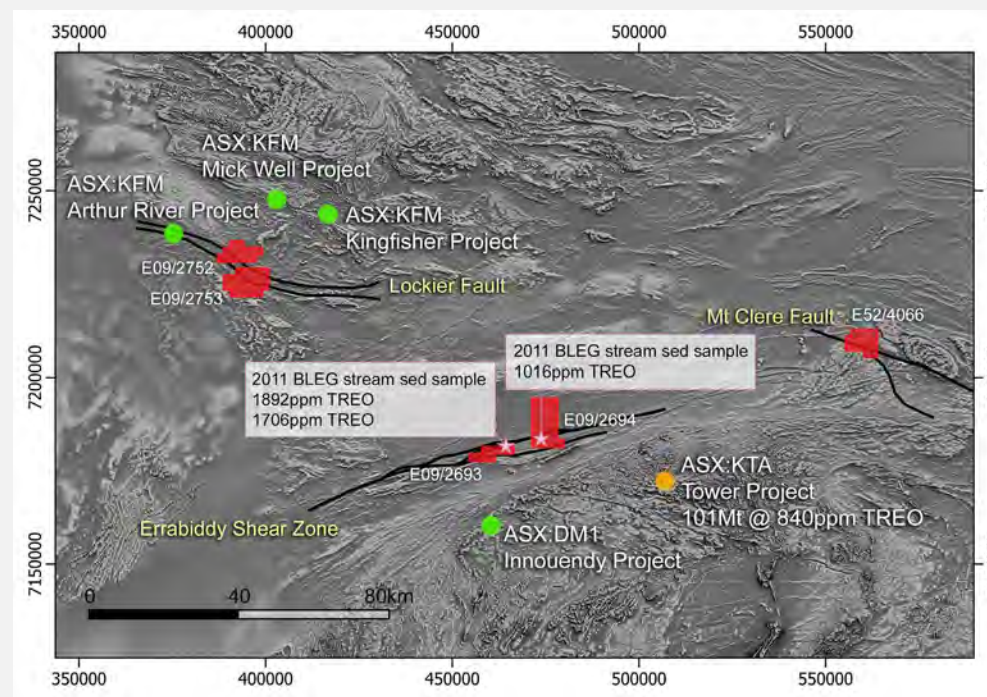 350000
400000
450000
500000
550000
7250000
7200000
7150000
ASX:KFM
Mick Well Project
ASX:KFM
Arthur River Project
ASX:KFM
Kingfisher Project
E09/2752
E09/2753
Lockier Fault
Mt Clere Fault
E52/4066
2011 BLEG stream sed sample
1016ppm TREO
2011 BLEG stream sed sample
1892ppm TREO
1706ppm TREO
E09/2694
E09/2693
ASX:KTA
Tower Project
101Mt @ 840ppm TREO
Errabiddy Shear Zone
ASX:DM1
Innouendy Project
0
40
80km
350000
400000
450000
500000
550000